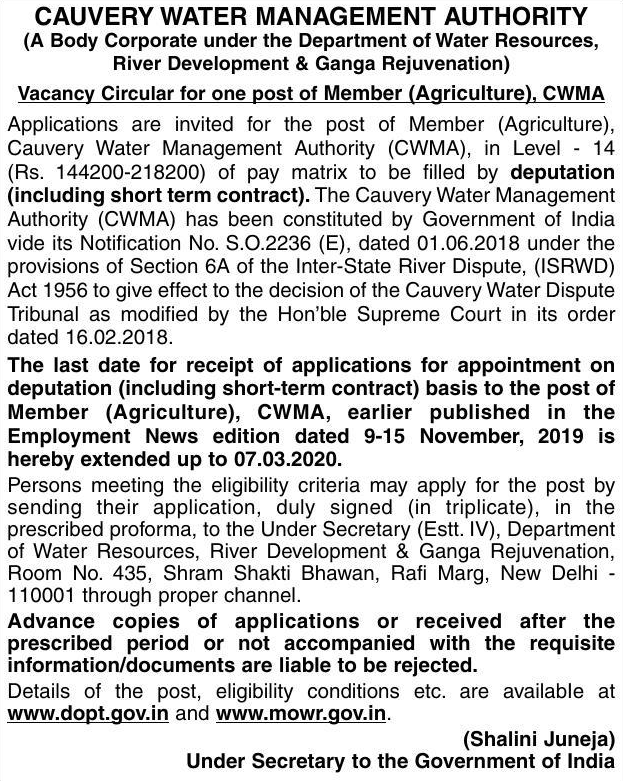 CAUVERY WATER MANAGEMENT AUTHORITY
(A Body Corporate under the Department of Water Resources,
River Development & Ganga Rejuvenation)
Vacancy Circular for one post of Member (Agriculture), CWMA
Applications are invited for the post of Member (Agriculture),
Cauvery Water Management Authority (CWMA), in Level - 14
(Rs. 144200-218200) of pay matrix to be filled by deputation
(including short term contract). The Cauvery Water Management
Authority (CWMA) has been constituted by Government of India
vide its Notification No. S.O.2236 (E), dated 01.06.2018 under the
provisions of Section 6A of the Inter-State River Dispute, (ISRWD)
Act 1956 to give effect to the decision of the Cauvery Water Dispute
Tribunal as modified by the Hon'ble Supreme Court in its order
dated 16.02.2018.
The last date for receipt of applications for appointment on
deputation (including short-term contract) basis to the post of
Member (Agriculture), CWMA, earlier published in the
Employment News edition dated 9-15 November, 2019 is
hereby extended up to 07.03.2020.
Persons meeting the eligibility criteria may apply for the post by
sending their application, duly signed (in triplicate), in the
prescribed proforma, to the Under Secretary (Estt. IV), Department
of Water Resources, River Development & Ganga Rejuvenation,
Room No. 435, Shram Shakti Bhawan, Rafi Marg, New Delhi -
110001 through proper channel.
Advance copies of applications or received after the
prescribed period or not accompanied with the requisite
information/documents are liable to be rejected.
Details of the post, eligibility conditions etc. are available at
www.dopt.gov.in and www.mowr.gov.in.
(Shalini Juneja)
Under Secretary to the Government of India